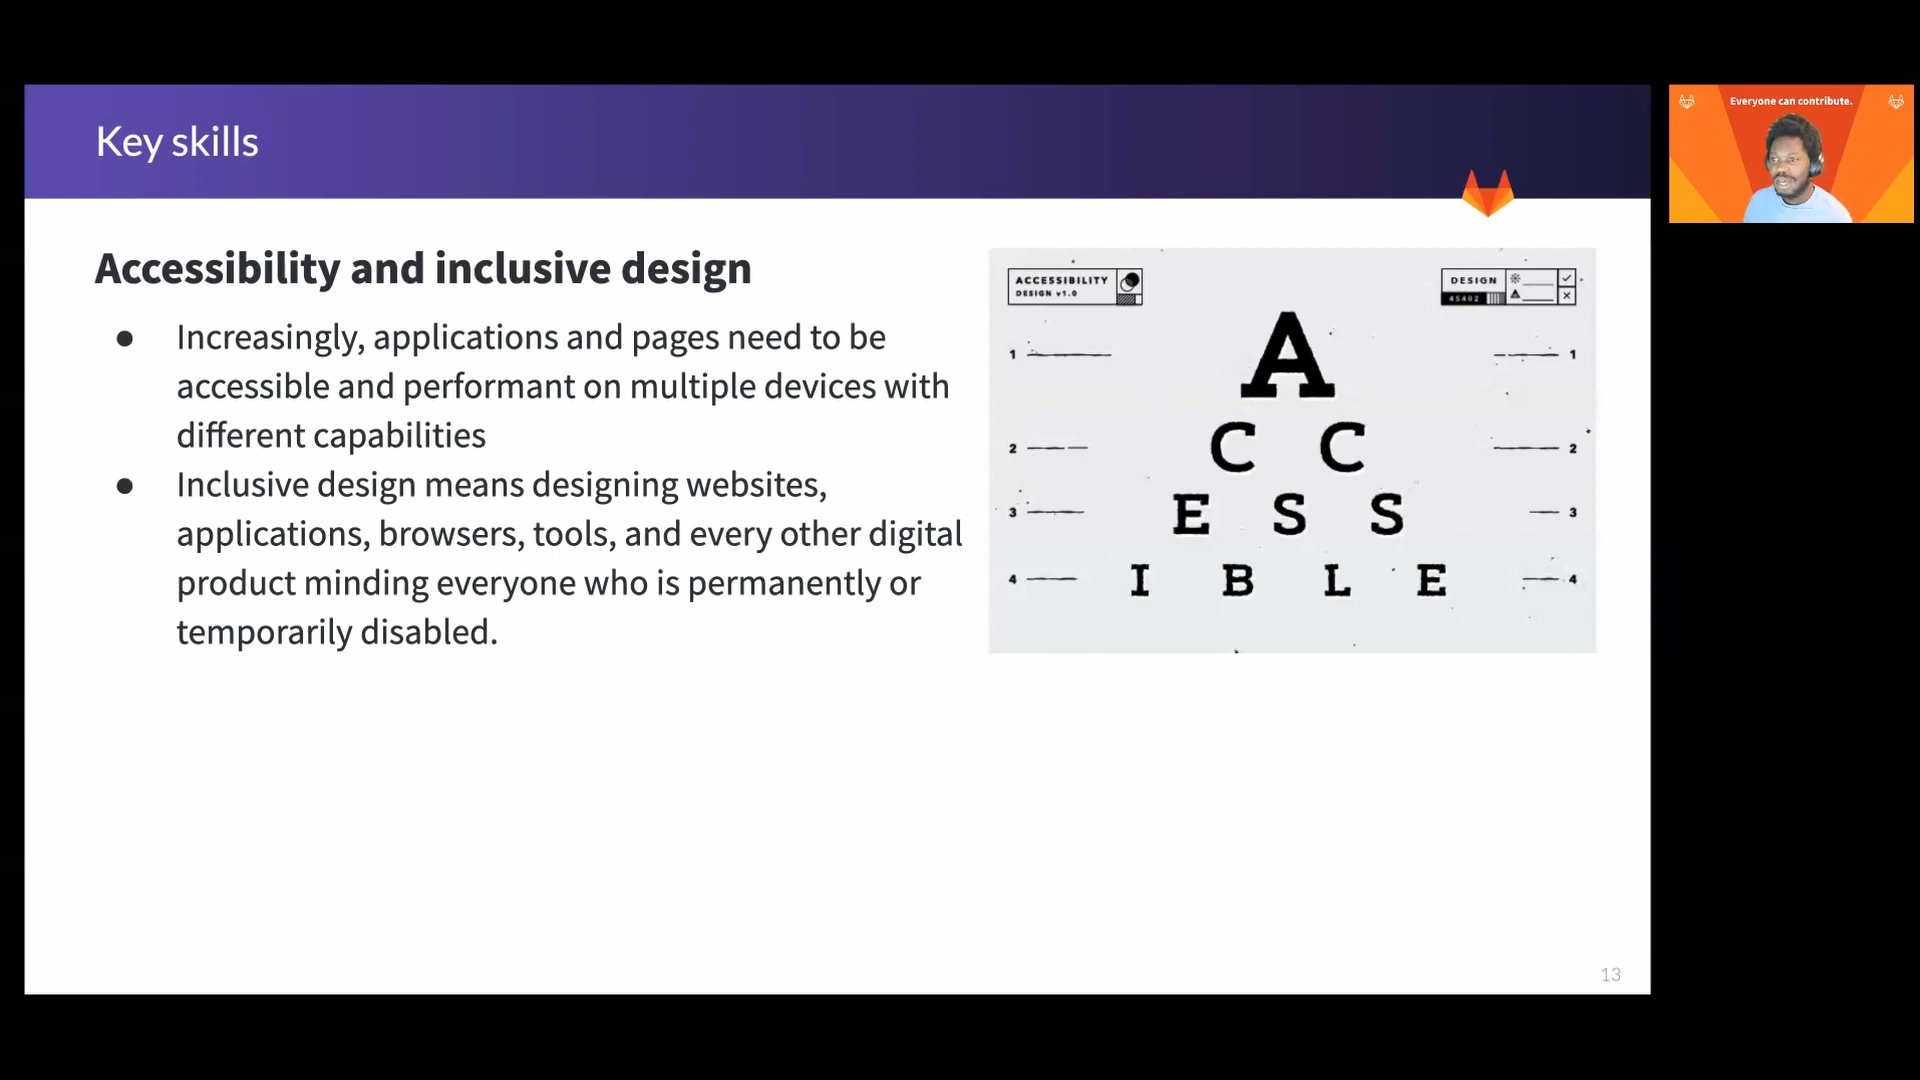 Key skills
Everyone can contribute.
Accessibility and inclusive design
● Increasingly, applications and pages need to be
accessible and performant on multiple devices with
different capabilities
● Inclusive design means designing websites,
applications, browsers, tools, and every other digital
product minding everyone who is permanently or
temporarily disabled.
ACCESSIBILITY
DESIGN v1.0
DESIGN
45402
1 A 1
2 C C 2
3 E S S 3
4 I B L E 4
13